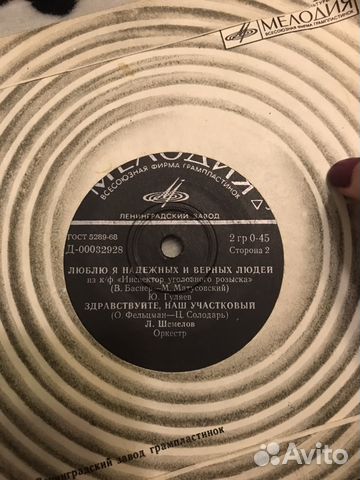 МЕЛОДИЯ
ВСЕСОЮЗНАЯ ФИРМА ГРАМПЛАСТИНОК
МЕЛОДИЯ
ВСЕСОЮЗНАЯ ФИРМА ГРАМПЛАСТИНОК
ЛЕНИНГРАДСКИЙ ЗАВОД
ГОСТ 5289-68
2 гр 0-45
Д-00032928
Сторона 2
ЛЮБЛЮ Я НАДЕЖНЫХ И ВЕРНЫХ ЛЮДЕЙ
из к/ф «Инспектор уголовного розыска»
(В. Баснер—М. Матусовский)
Ю. Гуляев
ЗДРАВСТВУЙТЕ, НАШ УЧАСТКОВЫЙ
(О. Фельцман—Ц. Солодарь)
Л. Шемелов
Оркестр
Ленинградский завод грампластинок
Avito